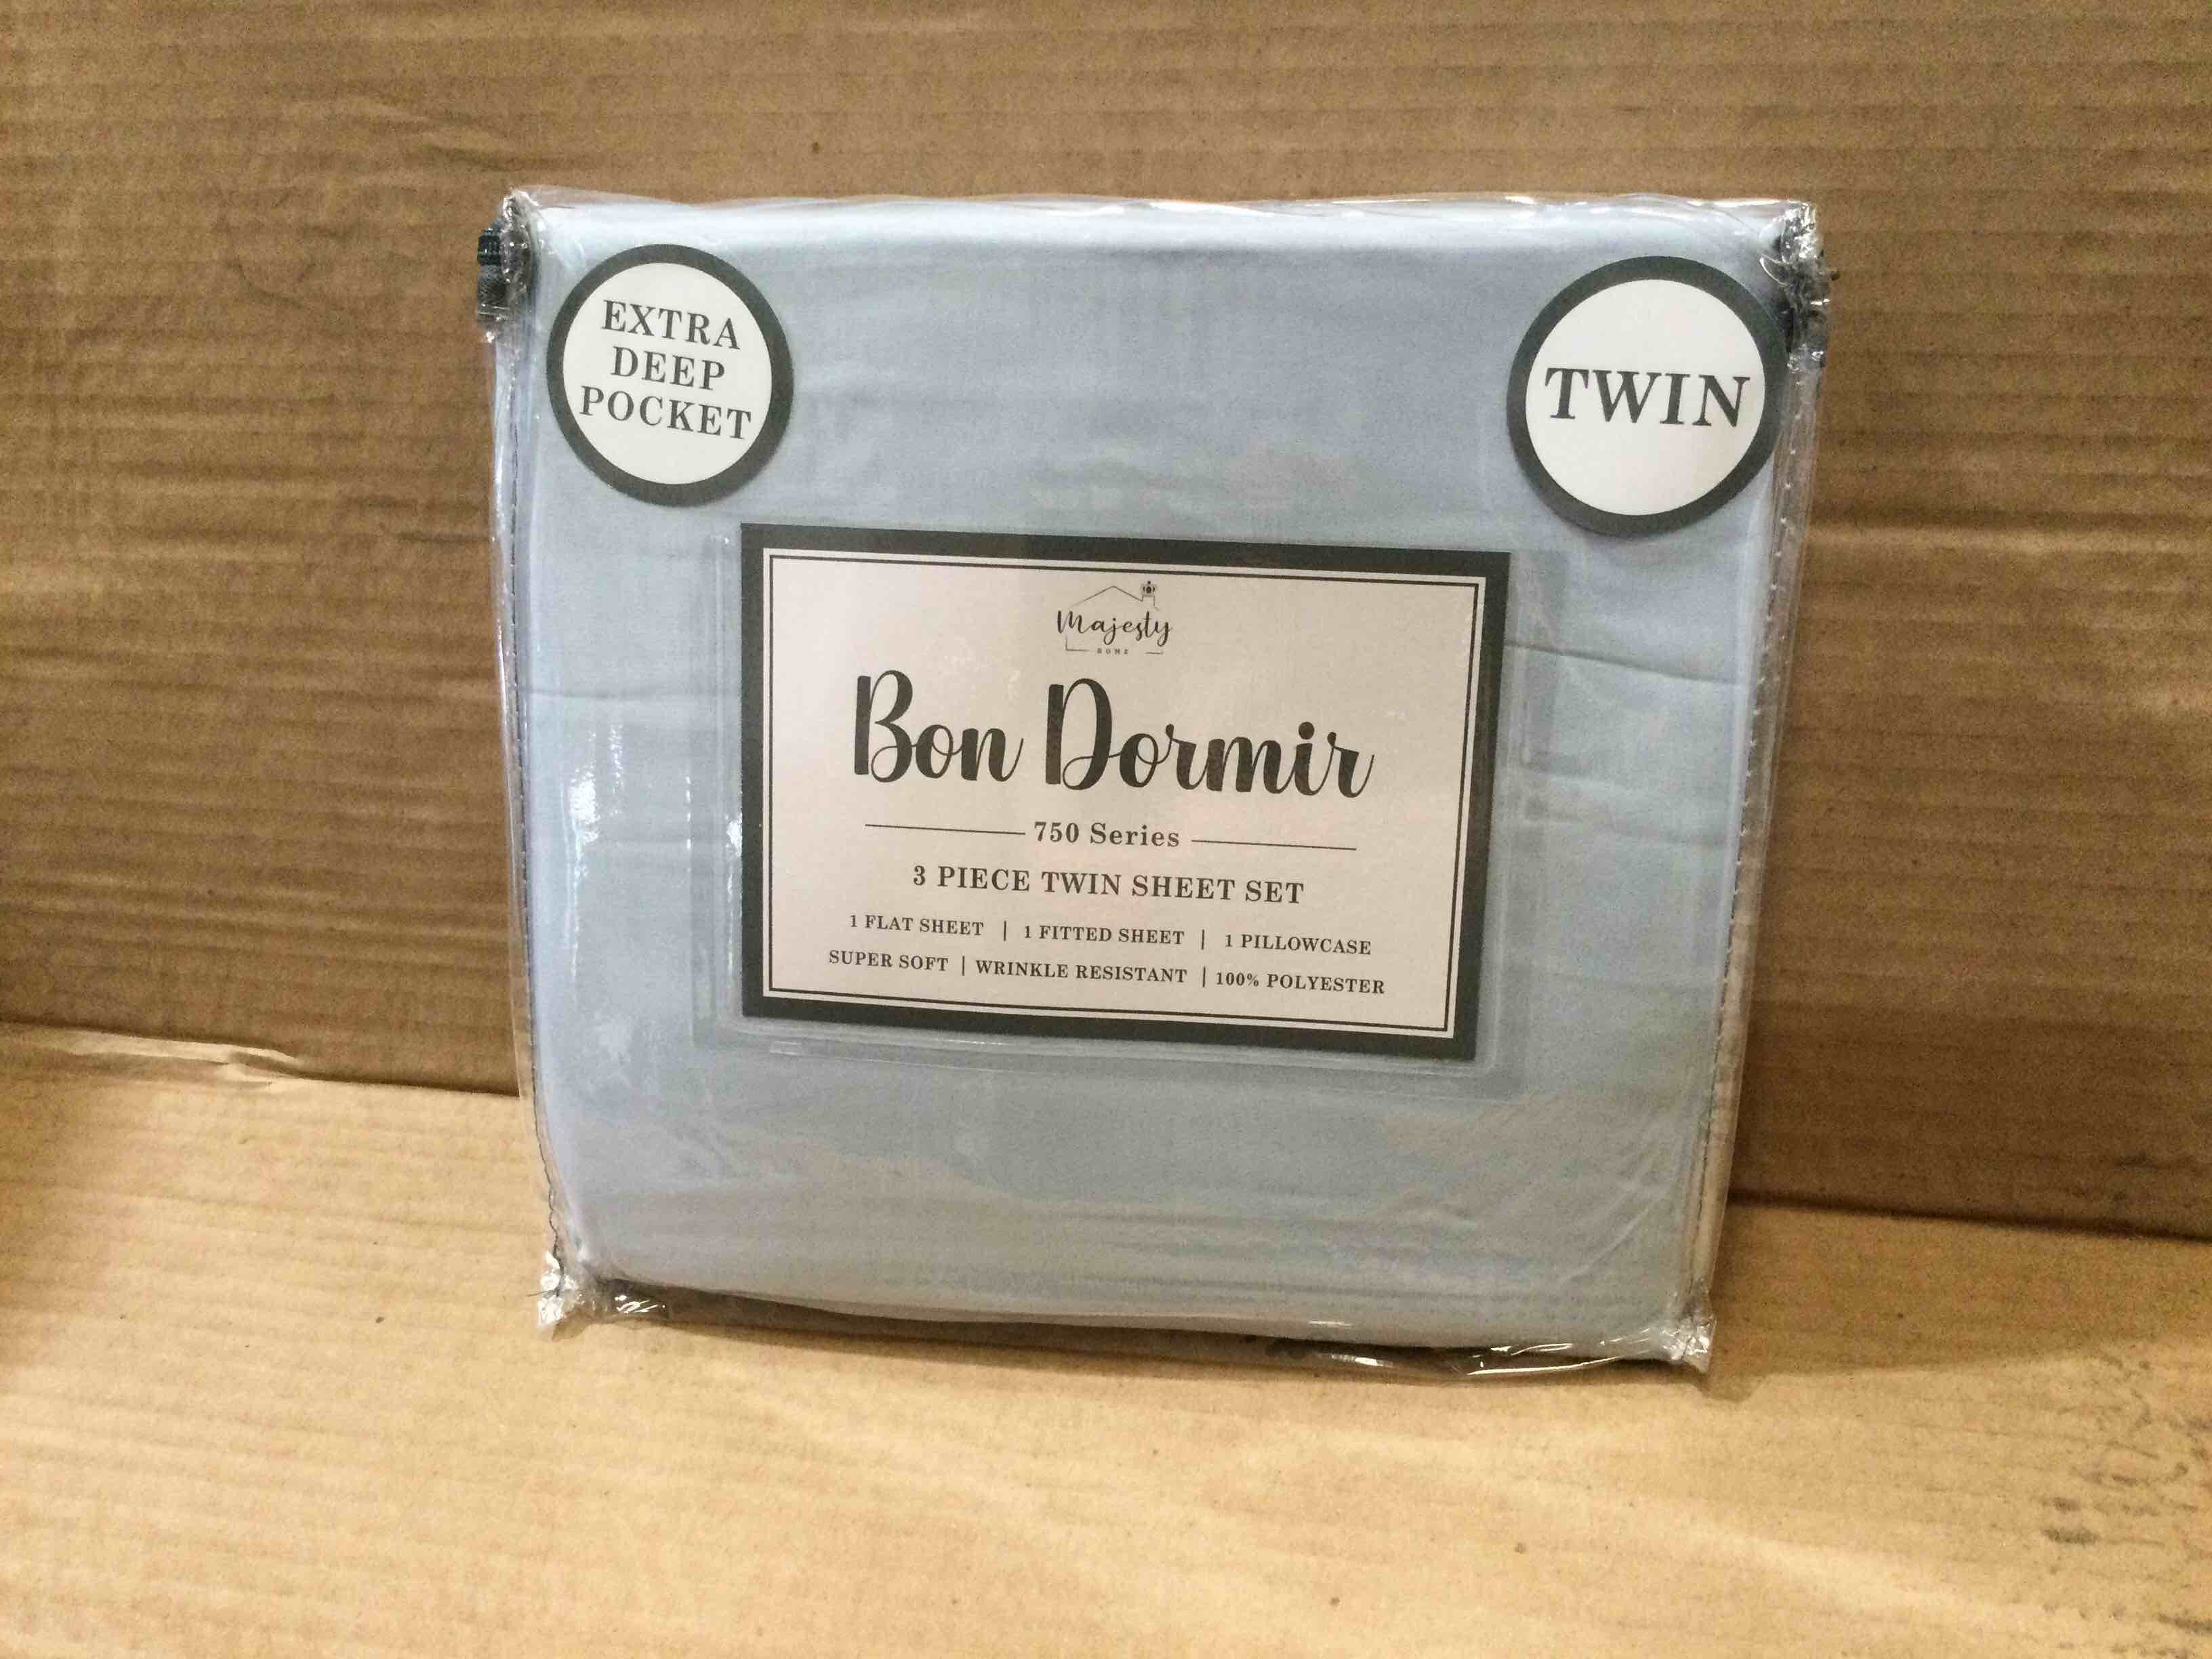 EXTRA
DEEP
POCKET
TWIN
Majesty
HOME
Bon Dormir
750 Series
3 PIECE TWIN SHEET SET
1 FLAT SHEET | 1 FITTED SHEET | 1 PILLOWCASE
SUPER SOFT | WRINKLE RESISTANT | 100% POLYESTER